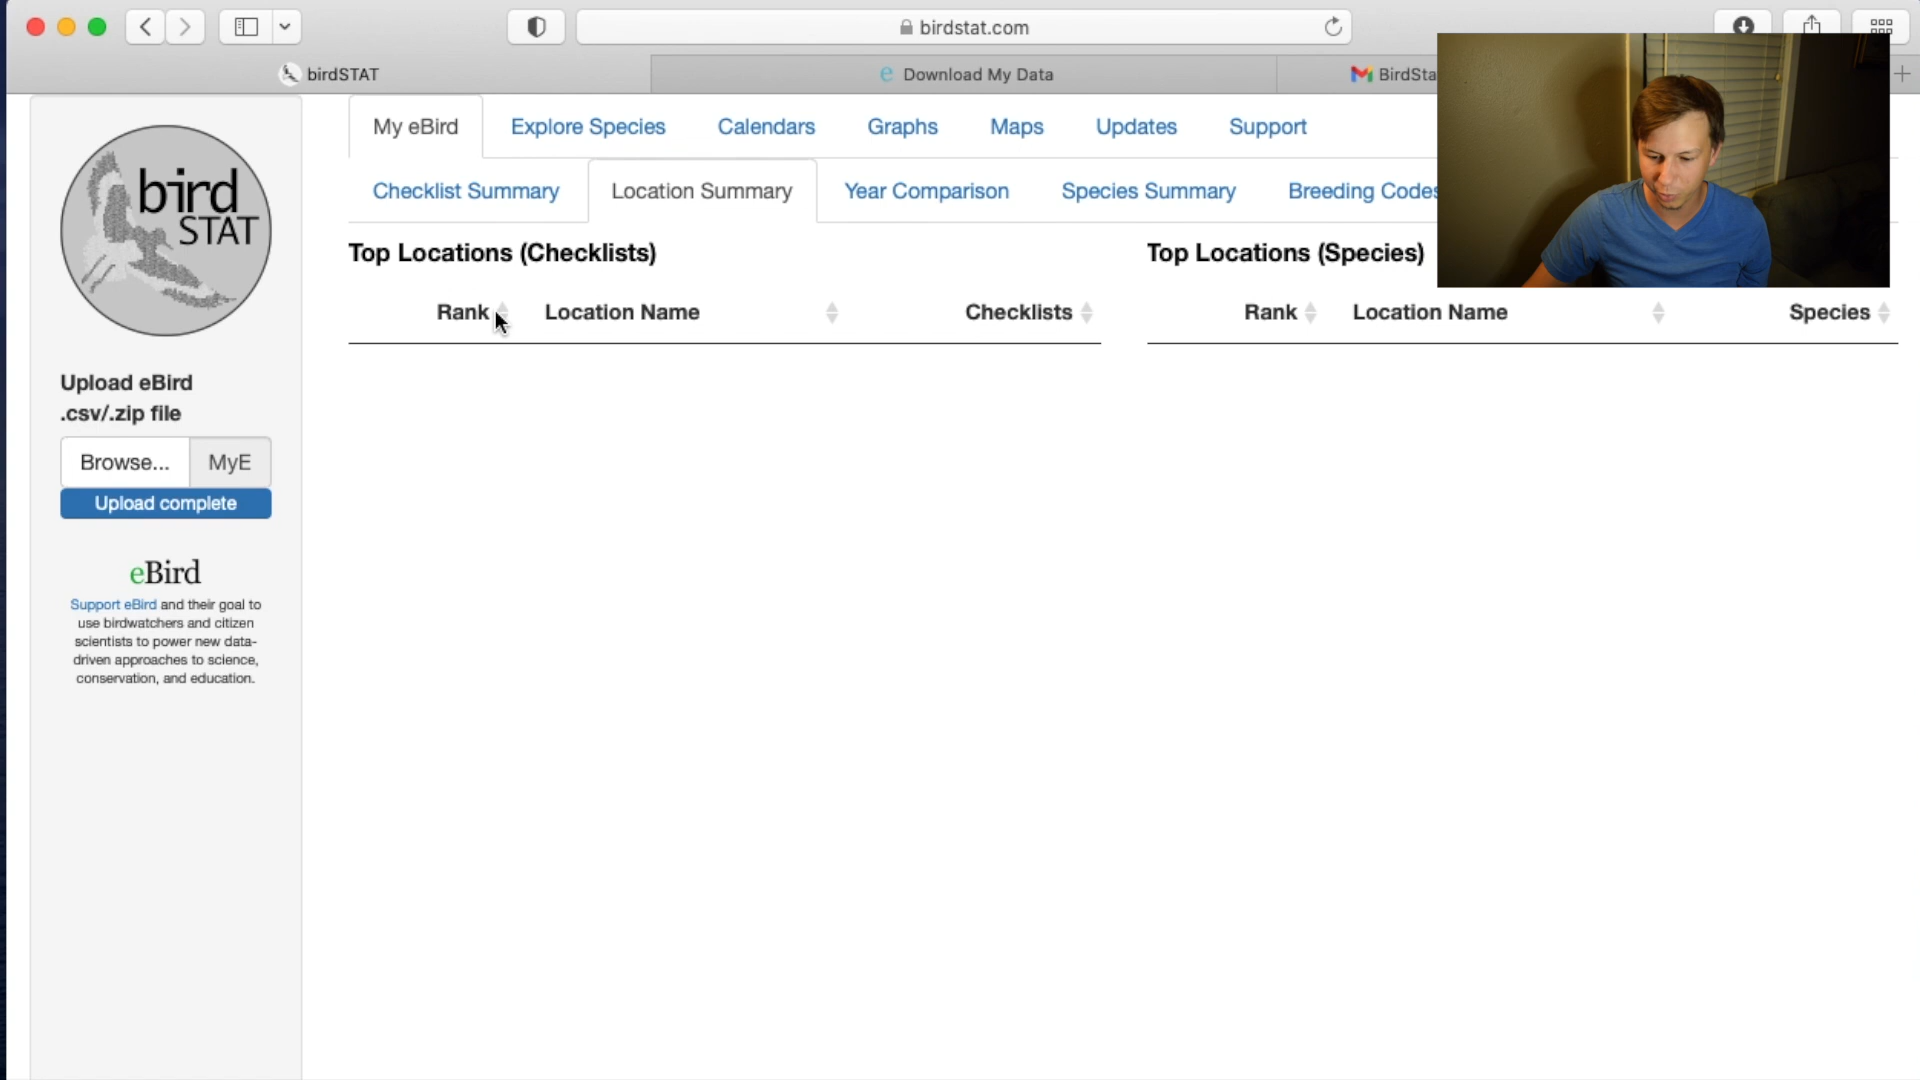 birdstat.com
birdSTAT
Download My Data
BirdSta
bird
STAT
Upload eBird
.csv/.zip file
Browse...
MyE
Upload complete
eBird
Support eBird and their goal to
use birdwatchers and citizen
scientists to power new data-
driven approaches to science,
conservation, and education.
My eBird
Explore Species
Calendars
Graphs
Maps
Updates
Support
Checklist Summary
Location Summary
Year Comparison
Species Summary
Breeding Codes
Top Locations (Checklists)
Rank
Location Name
Checklists
Top Locations (Species)
Rank
Location Name
Species